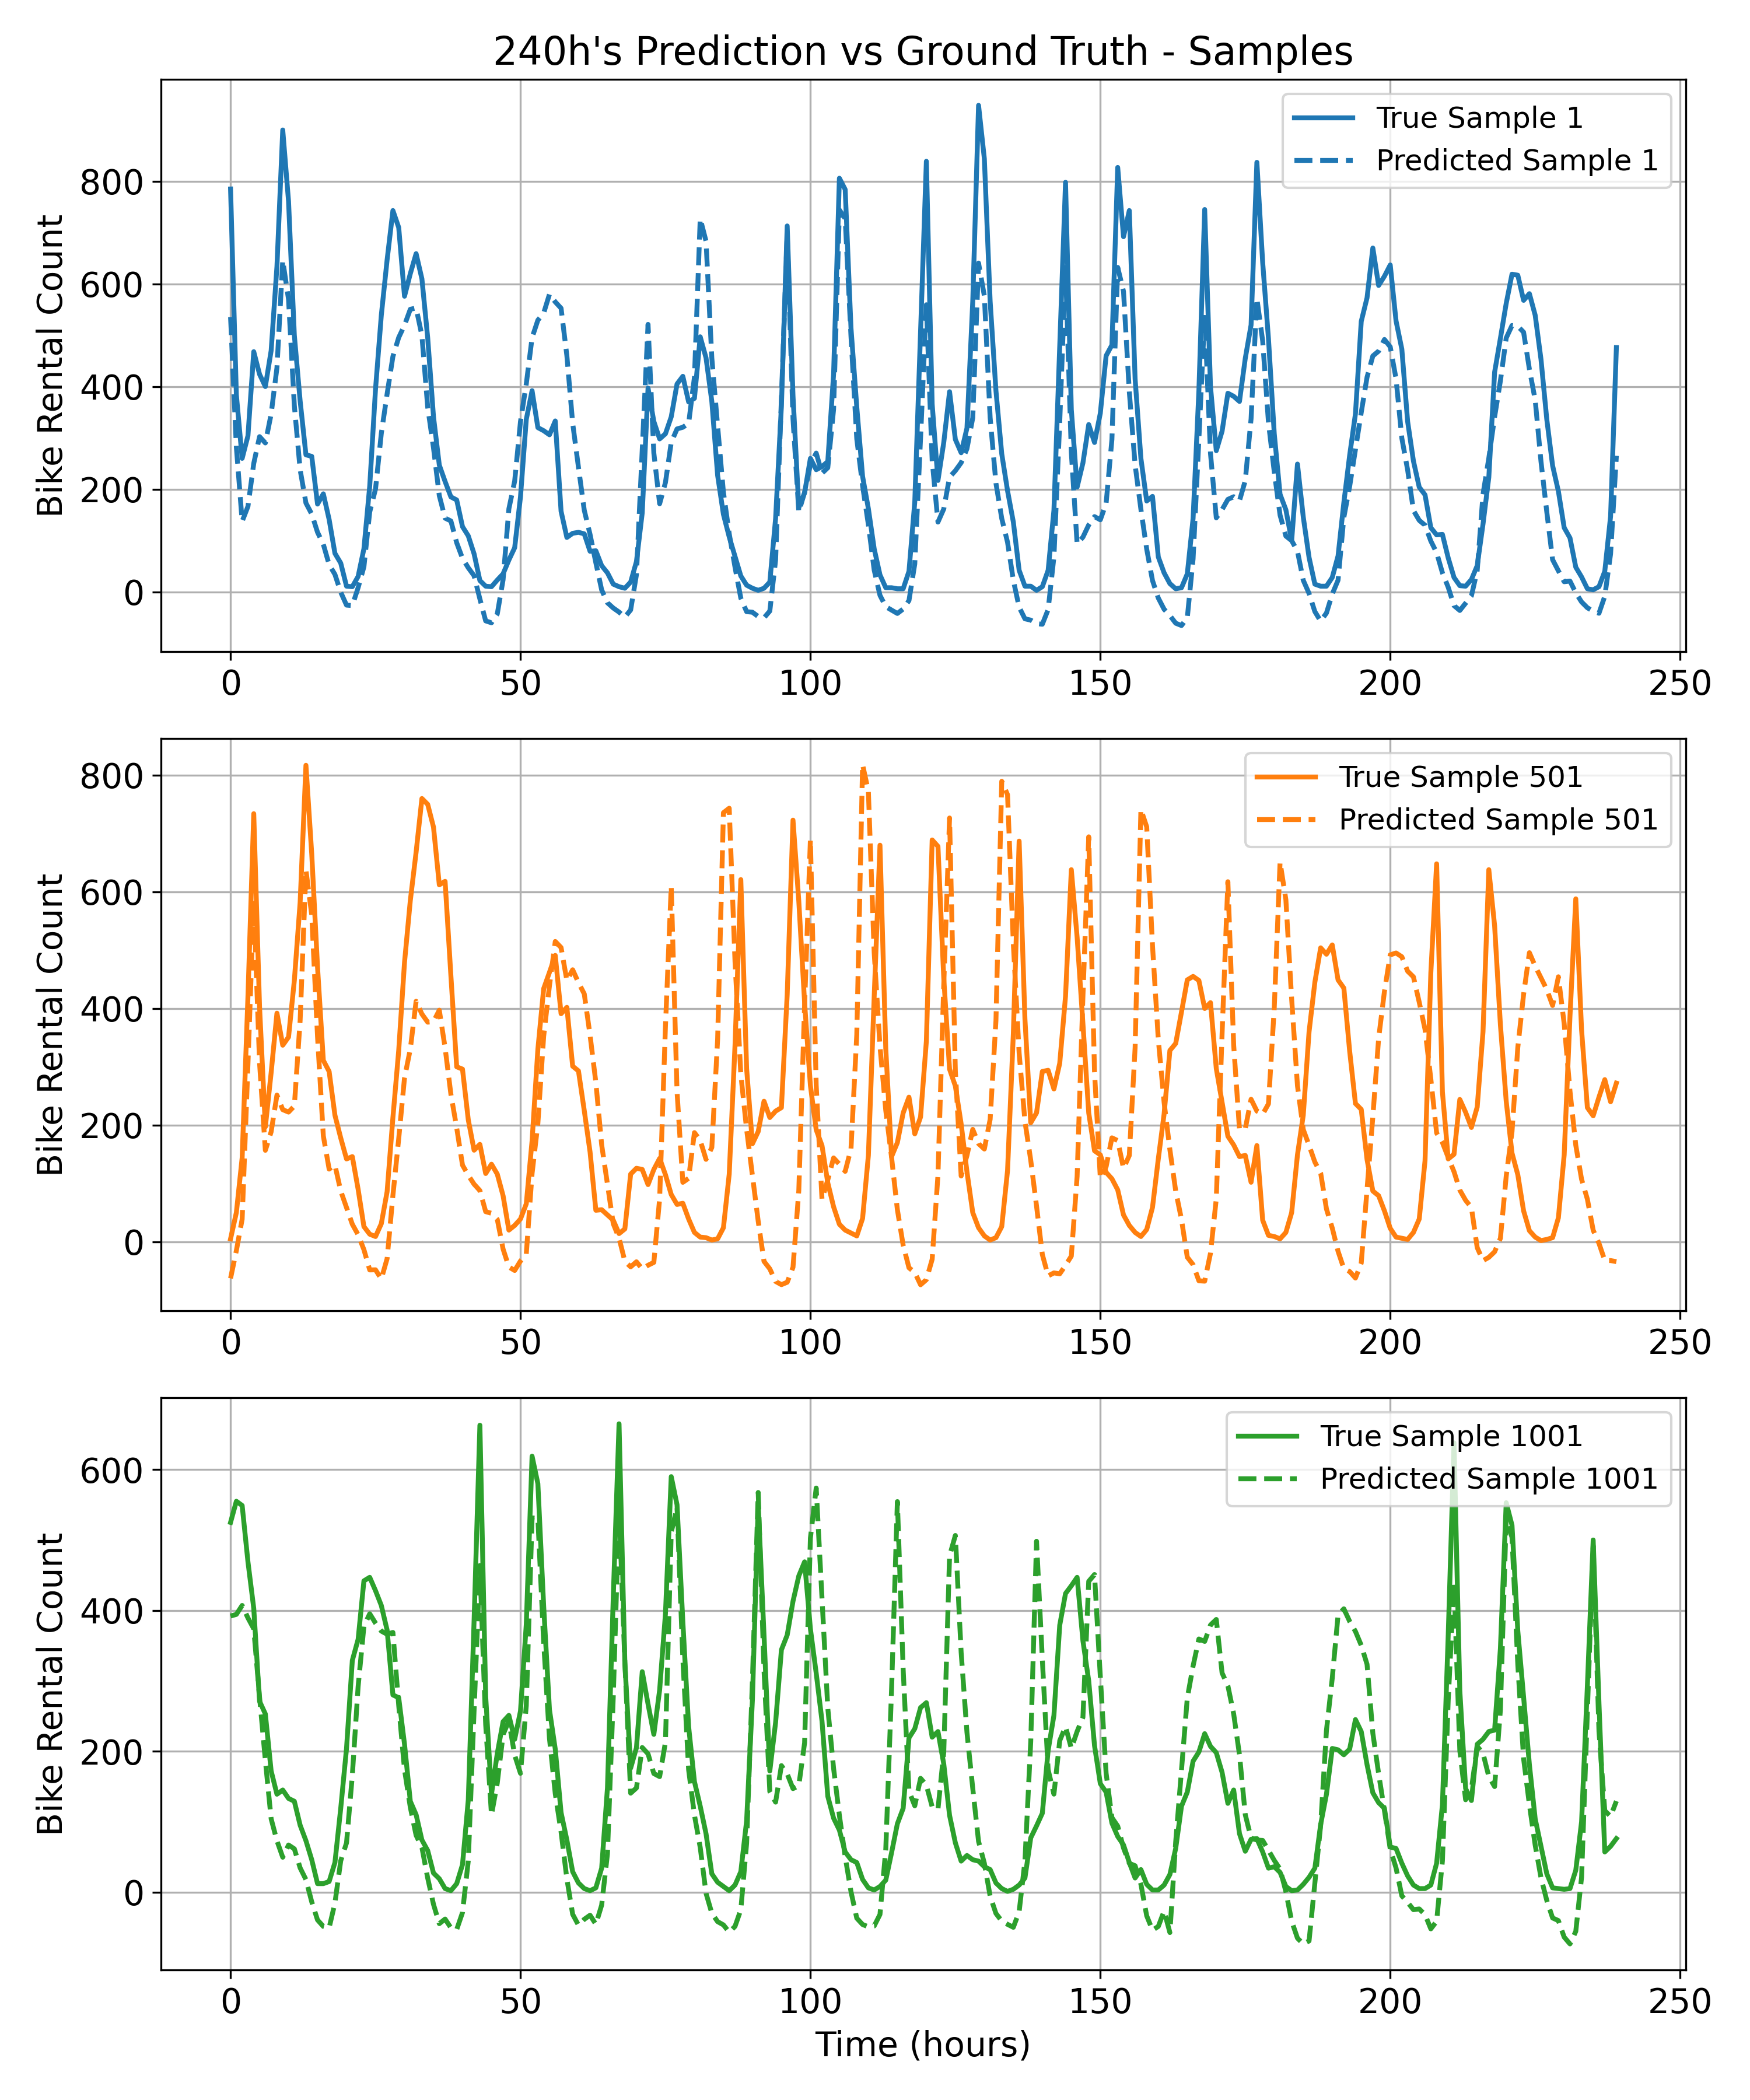 240h's Prediction vs Ground Truth - Samples
Bike Rental Count
800
600
400
200
0
True Sample 1
Predicted Sample 1
0 50 100 150 200 250
Bike Rental Count
800
600
400
200
0
True Sample 501
Predicted Sample 501
0 50 100 150 200 250
Bike Rental Count
600
400
200
0
True Sample 1001
Predicted Sample 1001
0 50 100 150 200 250
Time (hours)